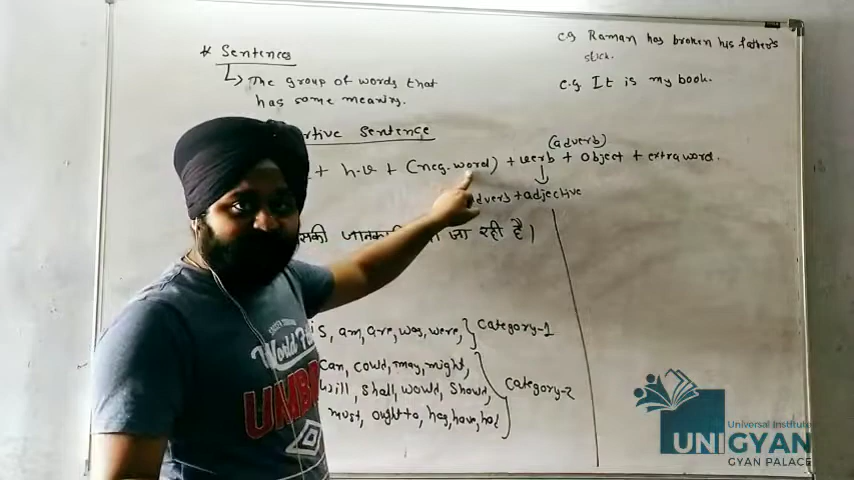 * Sentences
↳ The group of words that
has some meaning.
e.g Raman has broken his father's
stick.
e.g It is my book.
rtive Sentence
+ h.v + (neg. word) + verb + Object + extra word.
(adverb)
adverb + adjective
सकी जानका जा रही है।
is, am, are, was, were, } category-1
can, could, may, might,
will, shall, would, should,
must, ought to, has, have, had
} category-2
World
UMBR
UNIGYAN
Universal Institute
GYAN PALACE